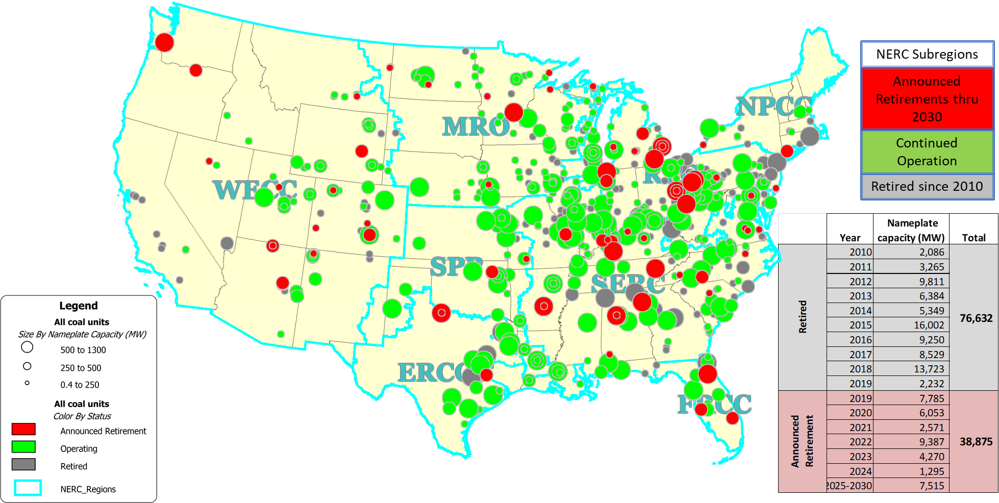 NERC Subregions
Announced
Retirements thru
2030
Continued
Operation
Retired since 2010
NPCC
MRO
WECC
SPP
SERC
ERCO
FRCC
Legend
All coal units
Size By Nameplate Capacity (MW)
500 to 1300
250 to 500
0.4 to 250
All coal units
Color By Status
Announced Retirement
Operating
Retired
NERC_Regions
Year Nameplate capacity (MW) Total
Retired
2010 2,086
2011 3,265
2012 9,811
2013 6,384
2014 5,349
2015 16,002
2016 9,250
2017 8,529
2018 13,723
2019 2,232
76,632
Announced
Retirement
2019 7,785
2020 6,053
2021 2,571
2022 9,387
2023 4,270
2024 1,295
2025-2030 7,515
38,875